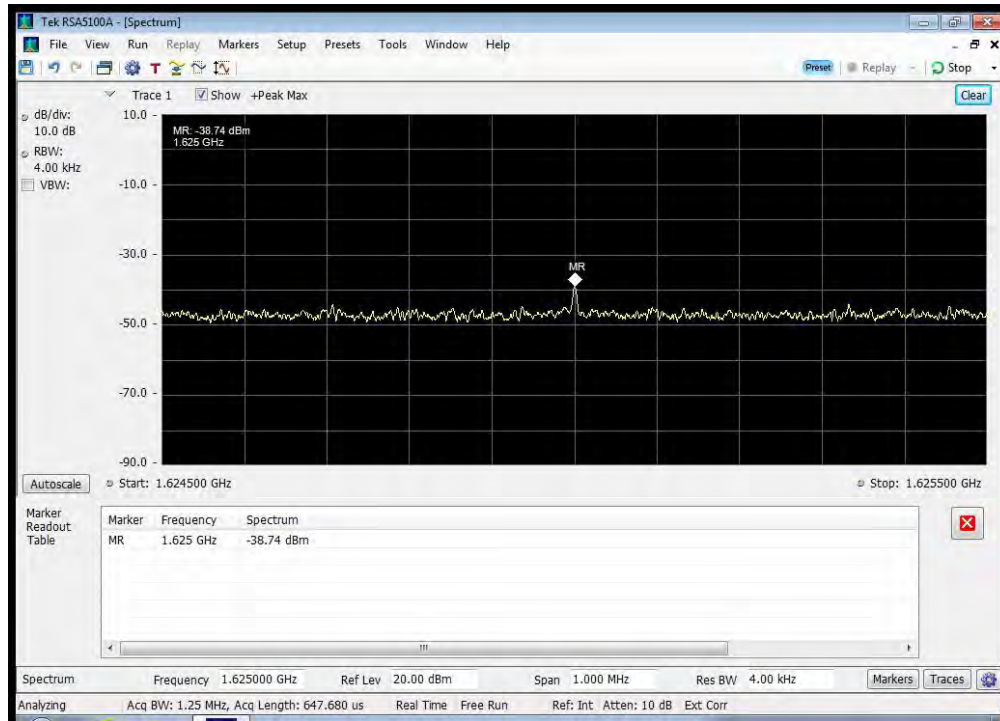 Tek RSA5100A - [Spectrum]
File View Run Replay Markers Setup Presets Tools Window Help
T
Preset Replay Stop
Trace 1 Show +Peak Max Clear
dB/div:
10.0 dB
RBW:
4.00 kHz
VBW:
10.0
-10.0
-30.0
-50.0
-70.0
-90.0
MR: -38.74 dBm
1.625 GHz
MR
Autoscale Start: 1.624500 GHz Stop: 1.625500 GHz
Marker
Readout
Table
Marker Frequency Spectrum
MR 1.625 GHz -38.74 dBm
Spectrum Frequency 1.625000 GHz Ref Lev 20.00 dBm Span 1.000 MHz Res BW 4.00 kHz Markers Traces
Analyzing Acq BW: 1.25 MHz, Acq Length: 647.680 us Real Time Free Run Ref: Int Atten: 10 dB Ext Corr